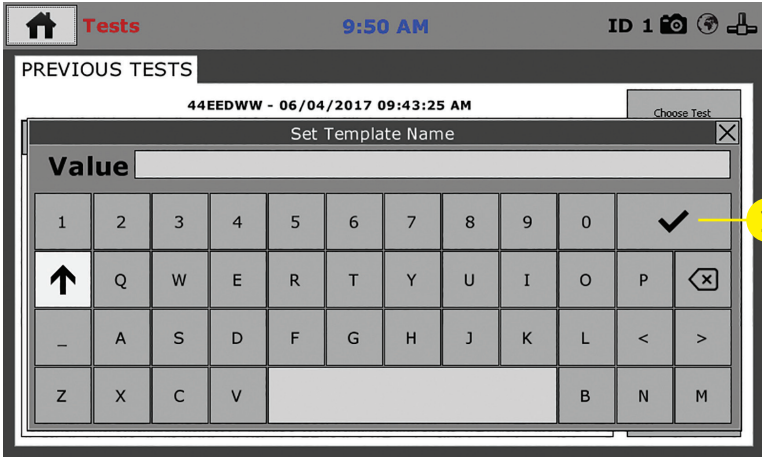 Tests 9:50 AM ID 1
PREVIOUS TESTS
44EEDWW - 06/04/2017 09:43:25 AM
Choose Test
Set Template Name
Value
1 2 3 4 5 6 7 8 9 0
Q W E R T Y U I O P
_ A S D F G H J K L < >
Z X C V B N M